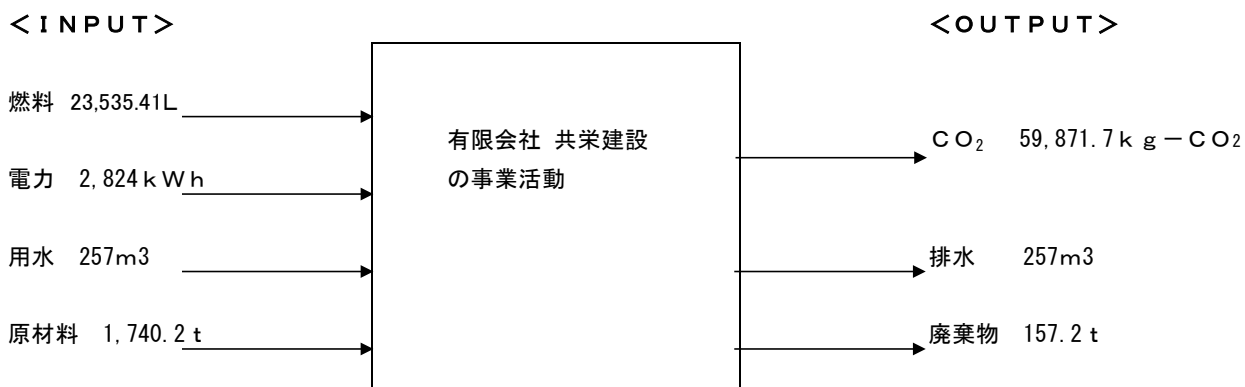 ＜ＩＮＰＵＴ＞
＜ＯＵＴＰＵＴ＞
燃料 23,535.41L
電力 2,824ｋＷｈ
用水 257ｍ3
原材料 1,740.2ｔ
有限会社 共栄建設
の事業活動
ＣＯ₂ 59,871.7ｋｇ－ＣＯ₂
排水 257ｍ3
廃棄物 157.2ｔ